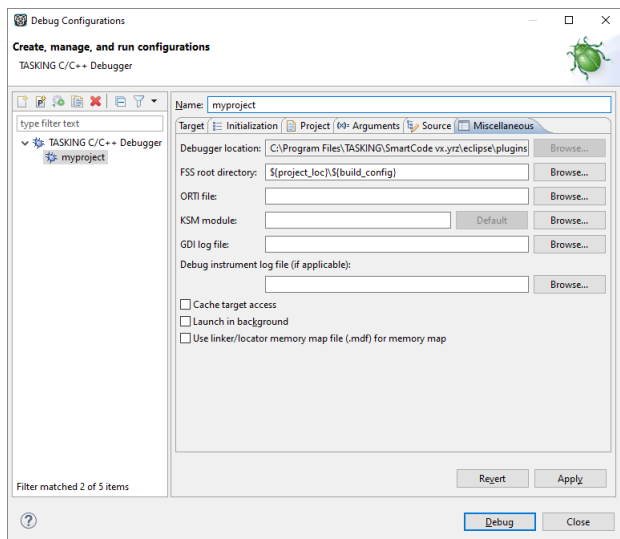 Debug Configurations
Create, manage, and run configurations
TASKING C/C++ Debugger
type filter text
TASKING C/C++ Debugger
myproject
Filter matched 2 of 5 items
Name: myproject
Target Initialization Project (x)= Arguments Source Miscellaneous
Debugger location: C:\Program Files\TASKING\SmartCode vx.yrz\eclipse\plugins Browse...
FSS root directory: ${project_loc}\${build_config} Browse...
ORTI file: Browse...
KSM module: Default Browse...
GDI log file: Browse...
Debug instrument log file (if applicable):
Browse...
Cache target access
Launch in background
Use linker/locator memory map file (.mdf) for memory map
Revert Apply
? Debug Close